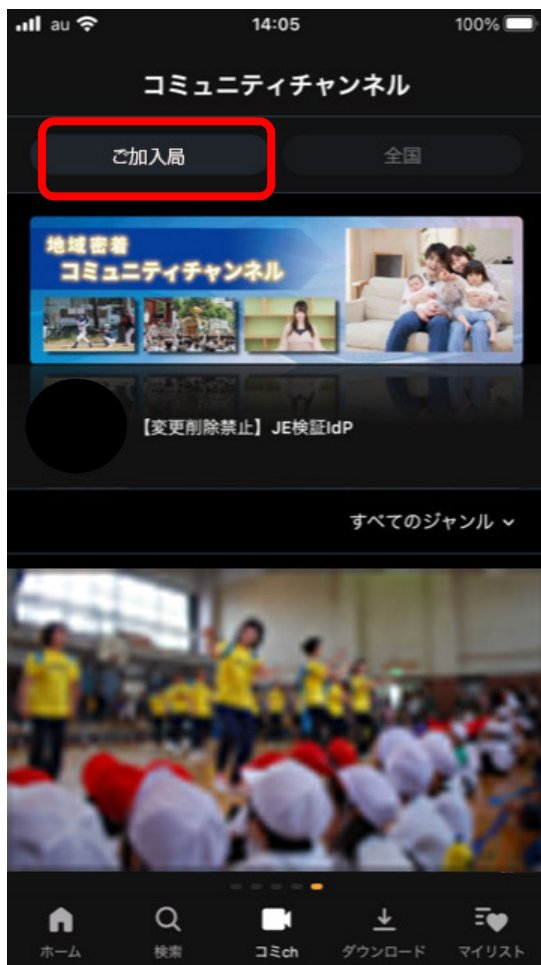 au 14:05 100%
コミュニティチャンネル
ご加入局 全国
地域密着
コミュニティチャンネル
【変更削除禁止】JE検証IdP
すべてのジャンル
ホーム 検索 コミch ダウンロード マイリスト